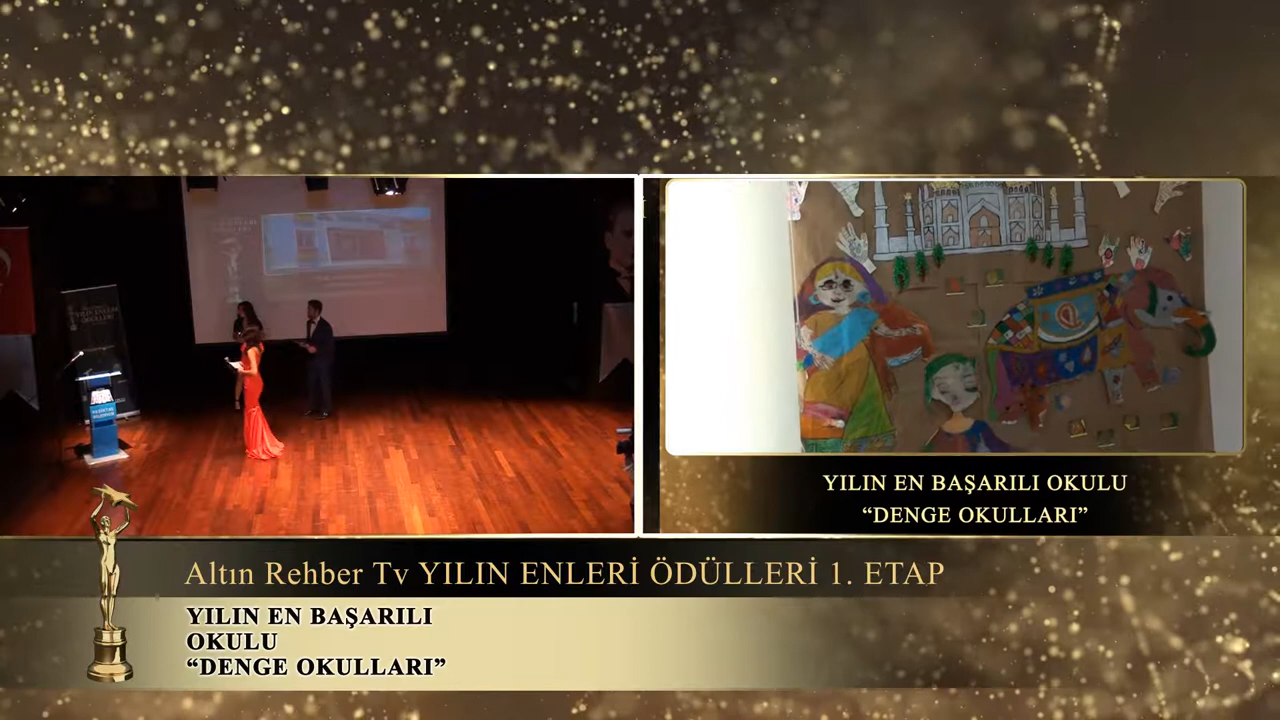 YILIN EN BAŞARILI OKULU
“DENGE OKULLARI”
Altın Rehber Tv YILIN ENLERİ ÖDÜLLERİ 1. ETAP
YILIN EN BAŞARILI
OKULU
“DENGE OKULLARI”